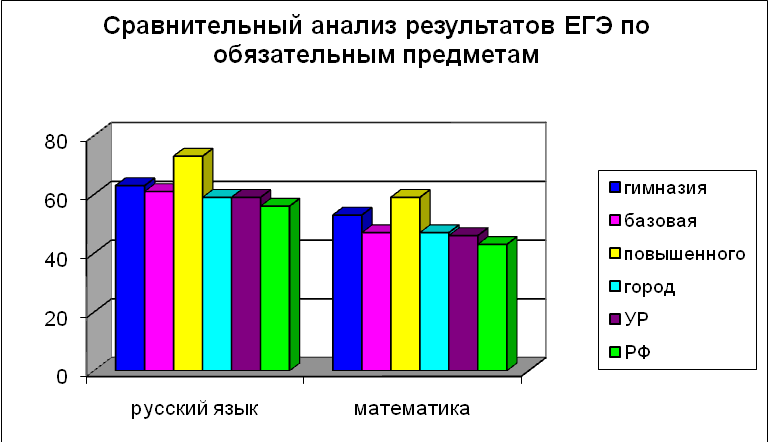 Сравнительный анализ результатов ЕГЭ по
обязательным предметам
80
60
40
20
0
русский язык
математика
гимназия
базовая
повышенного
город
УР
РФ